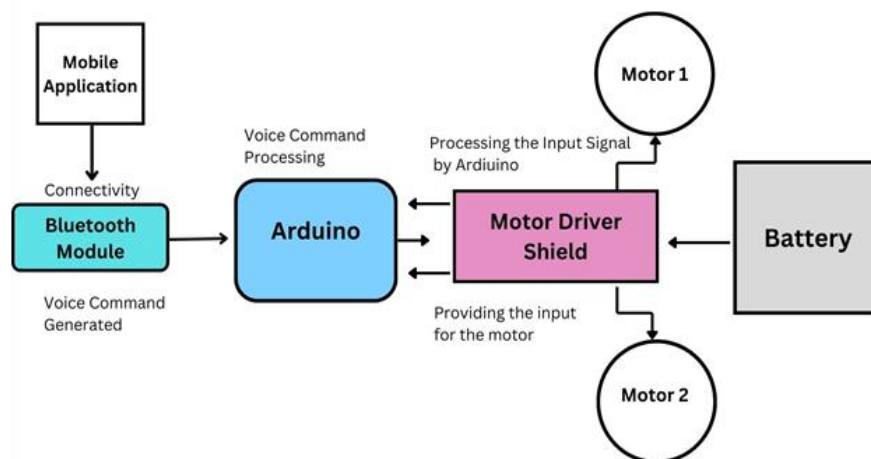 Mobile
Application
Connectivity
Bluetooth
Module
Voice Command
Generated
Voice Command
Processing
Arduino
Processing the Input Signal
by Ardiuino
Motor Driver
Shield
Providing the input
for the motor
Motor 1
Motor 2
Battery